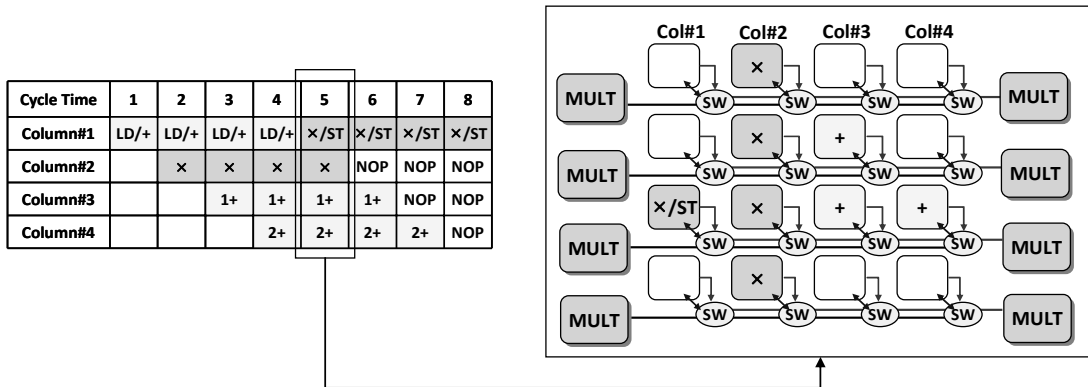 Cycle Time 1 2 3 4 5 6 7 8
Column#1 LD/+ LD/+ LD/+ LD/+ ×/ST ×/ST ×/ST ×/ST
Column#2 × × × × NOP NOP NOP
Column#3 1+ 1+ 1+ 1+ NOP NOP
Column#4 2+ 2+ 2+ 2+ NOP
Col#1 Col#2 Col#3 Col#4
×
MULT SW SW SW SW MULT
× +
MULT SW SW SW SW MULT
×/ST × + +
MULT SW SW SW SW MULT
×
MULT SW SW SW SW MULT